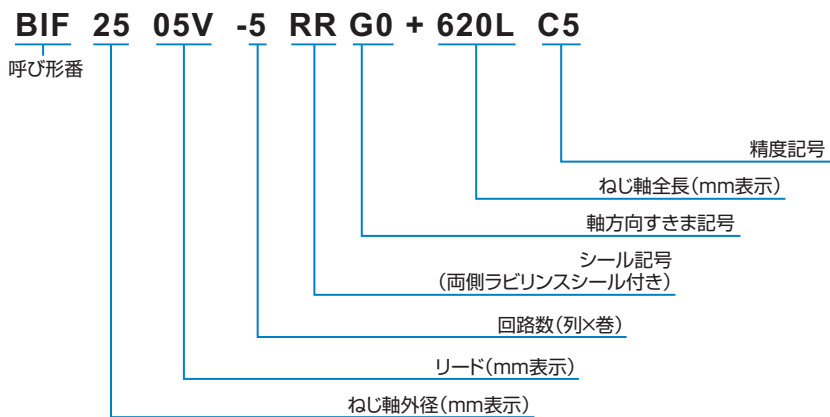 BIF 25 05V -5 RR G0 + 620L C5
呼び形番
精度記号
ねじ軸全長(mm表示)
軸方向すきま記号
シール記号
(両側ラビリンスシール付き)
回路数(列×巻)
リード(mm表示)
ねじ軸外径(mm表示)